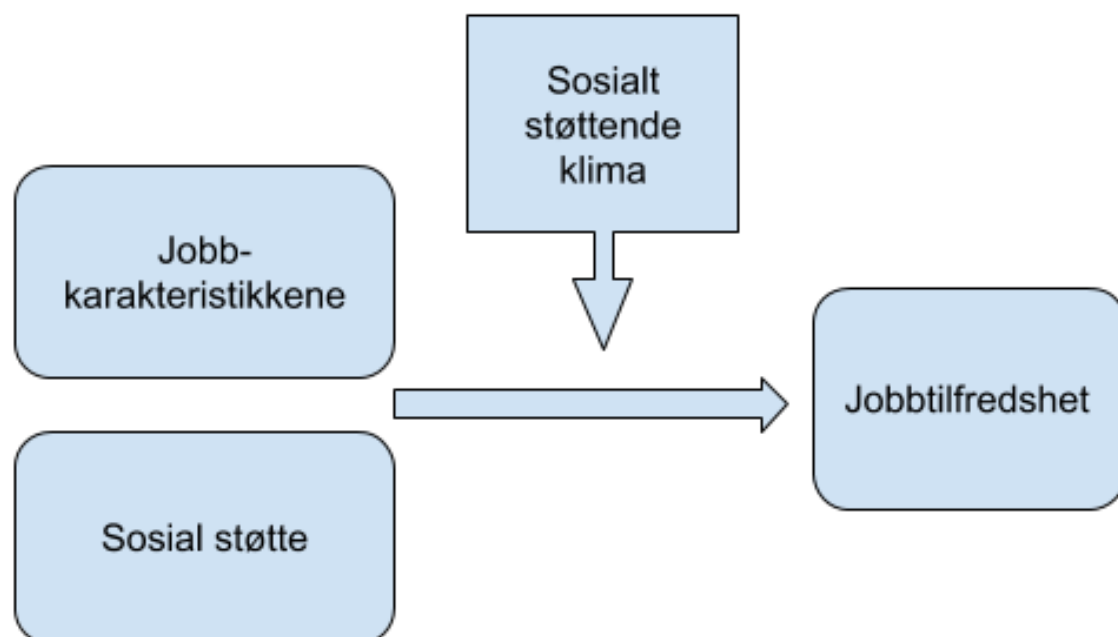 Sosialt
støttende
klima
Jobb-
karakteristikkene
Jobbtilfredshet
Sosial støtte